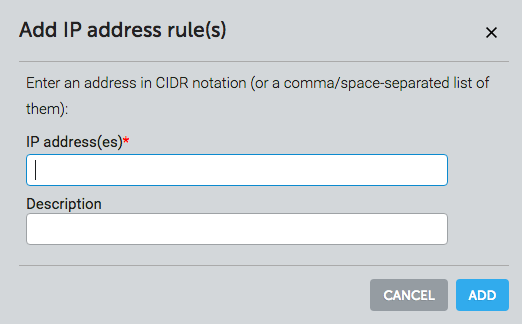 Add IP address rule(s)
Enter an address in CIDR notation (or a comma/space-separated list of
them):
IP address(es)*
Description
CANCEL
ADD